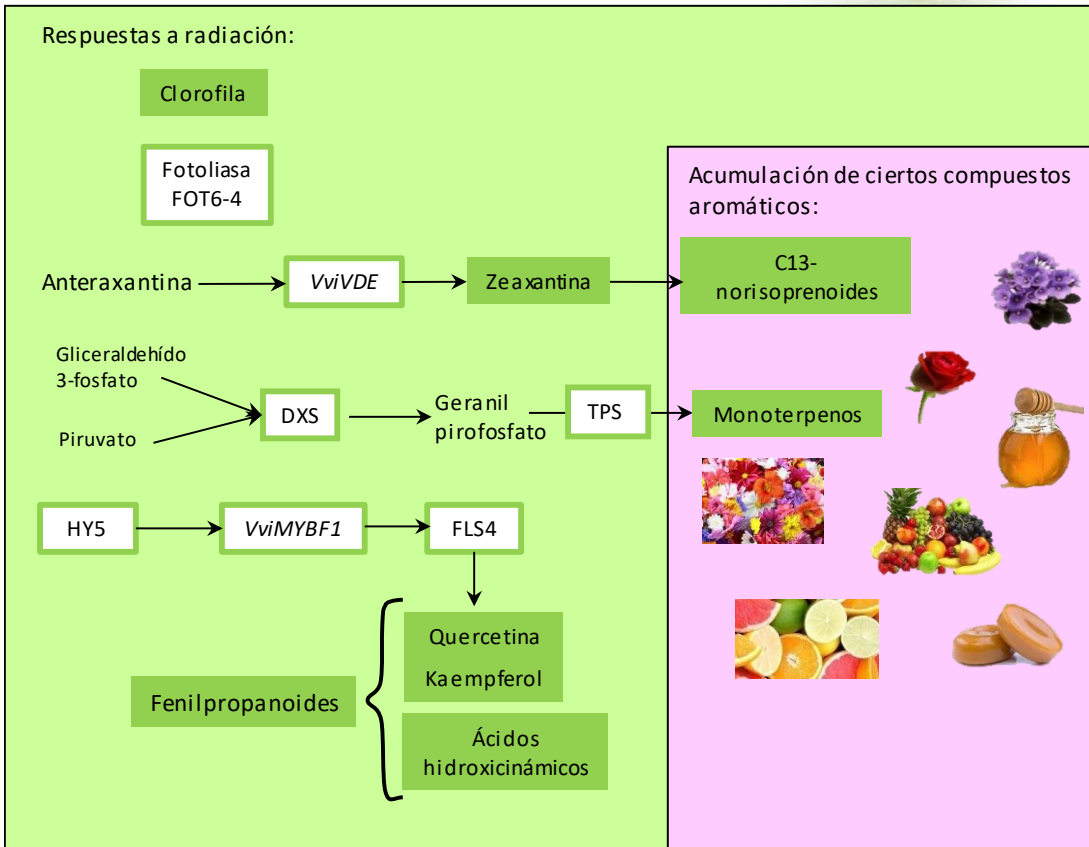 Respuestas a radiación:
Clorofila
Fotoliasa
FOT6-4
Anteraxantina
VviVDE
Zeaxantina
Gliceraldehído
3-fosfato
Piruvato
DXS
Geranil
pirofosfato
TPS
HY5
VviMYBF1
FLS4
Quercetina
Kaempferol
Fenilpropanoides
Ácidos
hidroxicinámicos
Acumulación de ciertos compuestos
aromáticos:
C13-
norisoprenoides
Monoterpenos